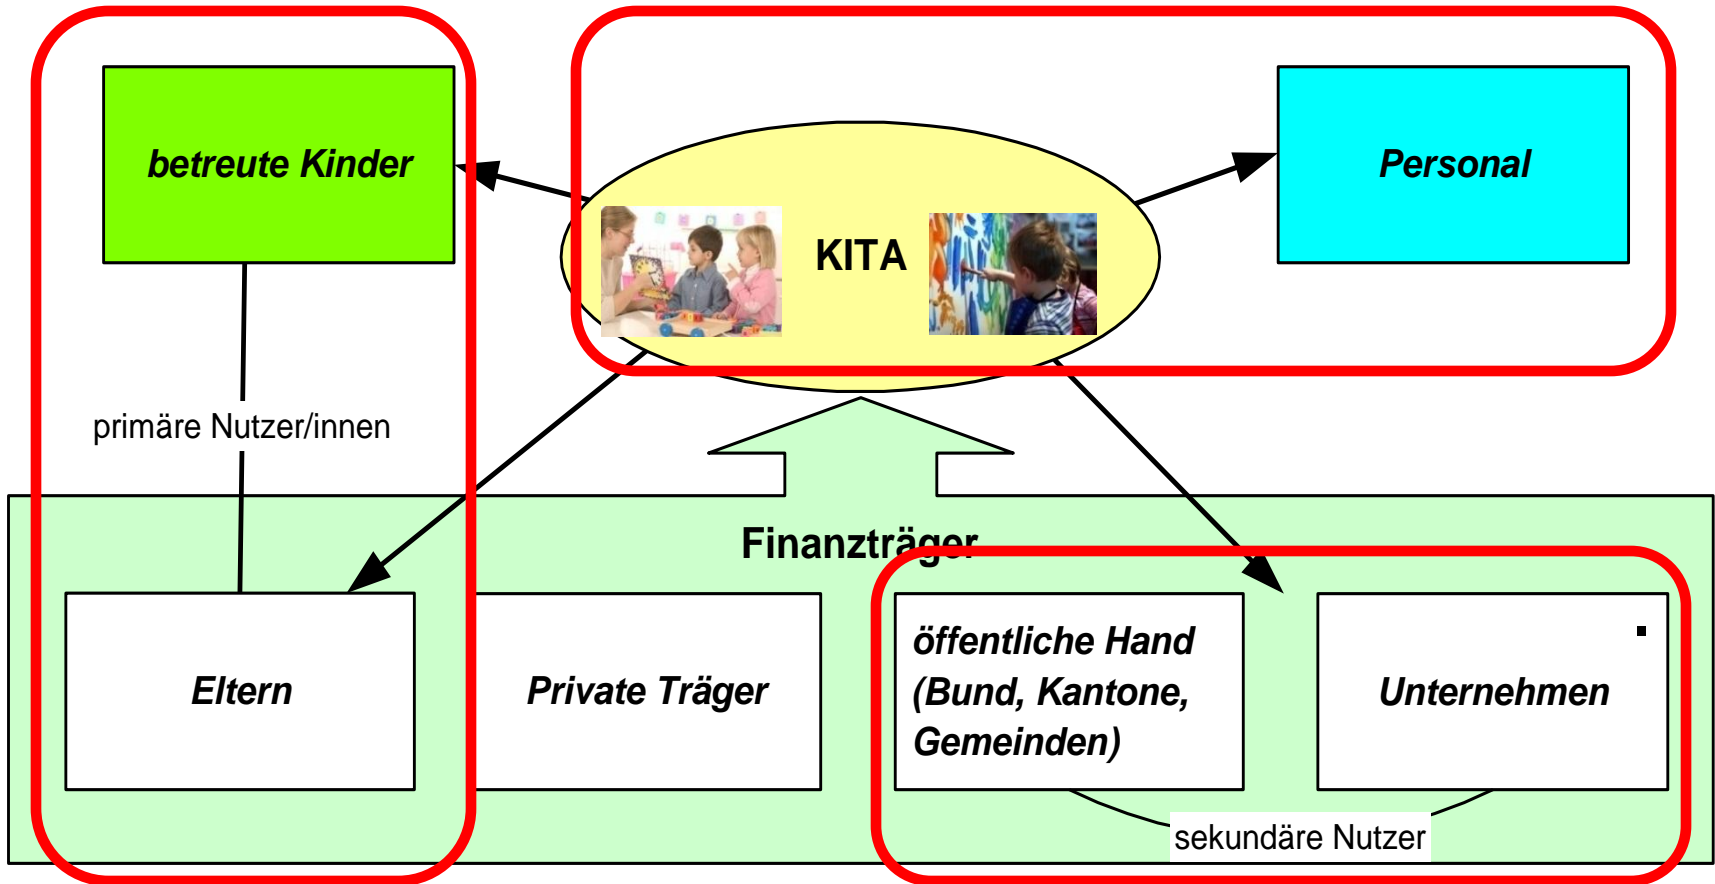 betreute Kinder
Personal
KITA
primäre Nutzer/innen
Finanzträger
Eltern
Private Träger
öffentliche Hand
(Bund, Kantone,
Gemeinden)
Unternehmen
sekundäre Nutzer